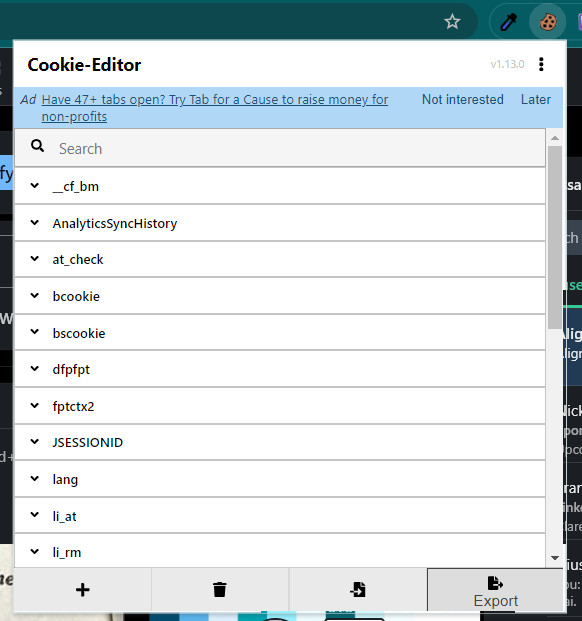 Cookie-Editor
v1.13.0
Ad Have 47+ tabs open? Try Tab for a Cause to raise money for
non-profits
Not interested
Later
Search
__cf_bm
AnalyticsSyncHistory
at_check
bcookie
bscookie
dfpfpt
fptctx2
JSESSIONID
lang
li_at
li_rm
Export